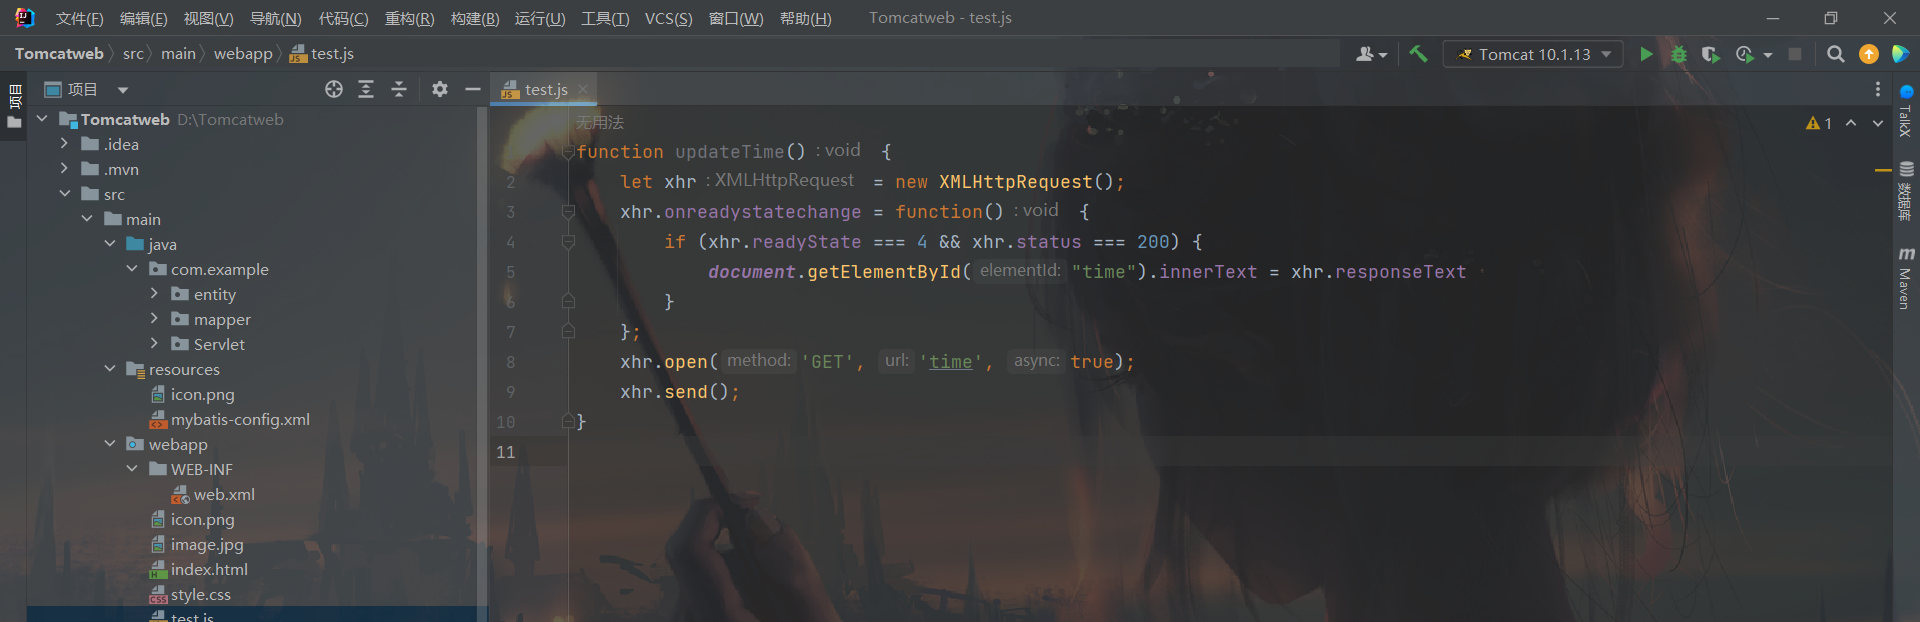 文件(F) 编辑(E) 视图(V) 导航(N) 代码(C) 重构(R) 构建(B) 运行(U) 工具(T) VCS(S) 窗口(W) 帮助(H) Tomcatweb - test.js
Tomcatweb src main webapp test.js Tomcat 10.1.13
项目
项目
test.js
TalkX
数据库
Maven
Tomcatweb D:\Tomcatweb
.idea
.mvn
src
main
java
com.example
entity
mapper
Servlet
resources
icon.png
mybatis-config.xml
webapp
WEB-INF
web.xml
icon.png
image.jpg
index.html
style.css
test.js
无用法
1
function updateTime() : void {
2 let xhr : XMLHttpRequest = new XMLHttpRequest();
3 xhr.onreadystatechange = function() : void {
4 if (xhr.readyState === 4 && xhr.status === 200) {
5 document.getElementById( elementId: "time").innerText = xhr.responseText
6 }
7 };
8 xhr.open( method: 'GET', url: 'time', async: true);
9 xhr.send();
10 }
11